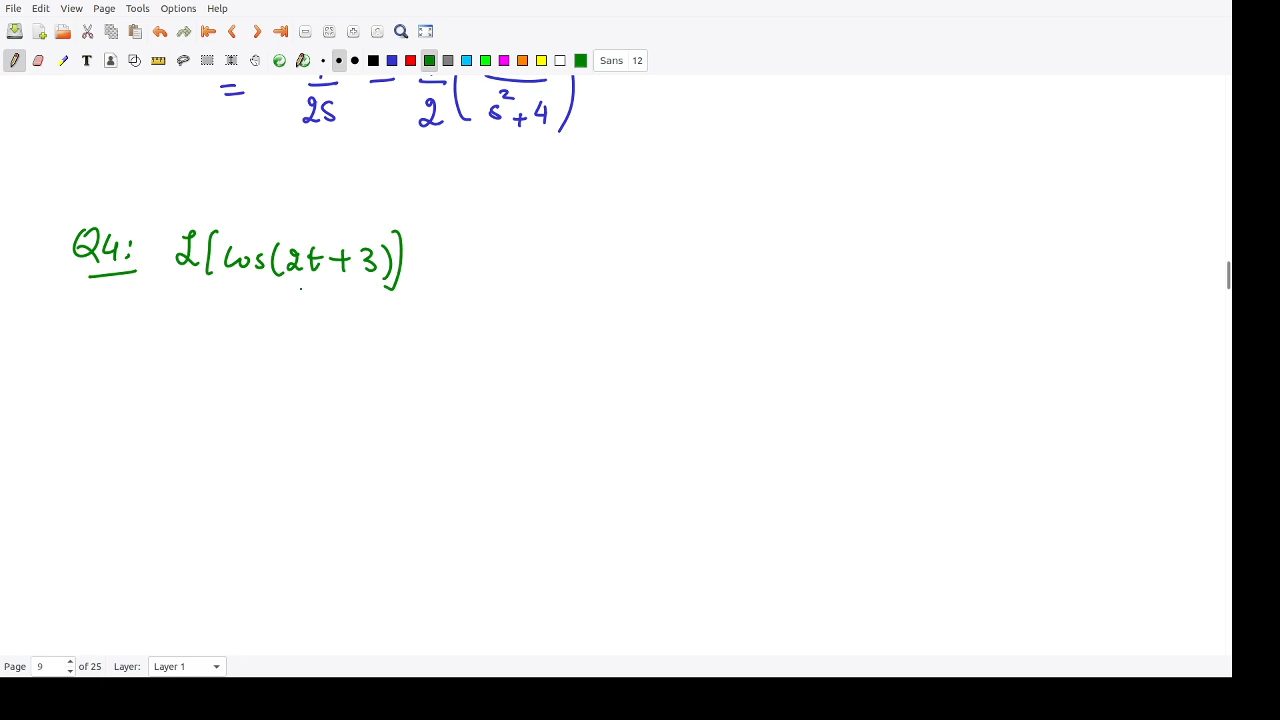 File Edit View Page Tools Options Help
T Sans 12
= 2s − 2 ( s²+4 )
Q4: ℒ[cos(2t+3)]
Page 9 of 25 Layer: Layer 1